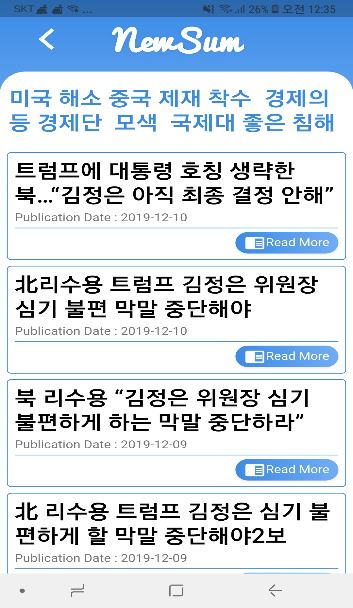 SKT 26% 오전 12:35
NewSum
미국 해소 중국 제재 착수 경제의
등 경제단 모색 국제대 좋은 침해
트럼프에 대통령 호칭 생략한
북...“김정은 아직 최종 결정 안해”
Publication Date : 2019-12-10
Read More
北리수용 트럼프 김정은 위원장
심기 불편 막말 중단해야
Publication Date : 2019-12-10
Read More
북 리수용 “김정은 위원장 심기
불편하게 하는 막말 중단하라”
Publication Date : 2019-12-09
Read More
北 리수용 트럼프 김정은 심기 불
편하게 할 막말 중단해야2보
Publication Date : 2019-12-09